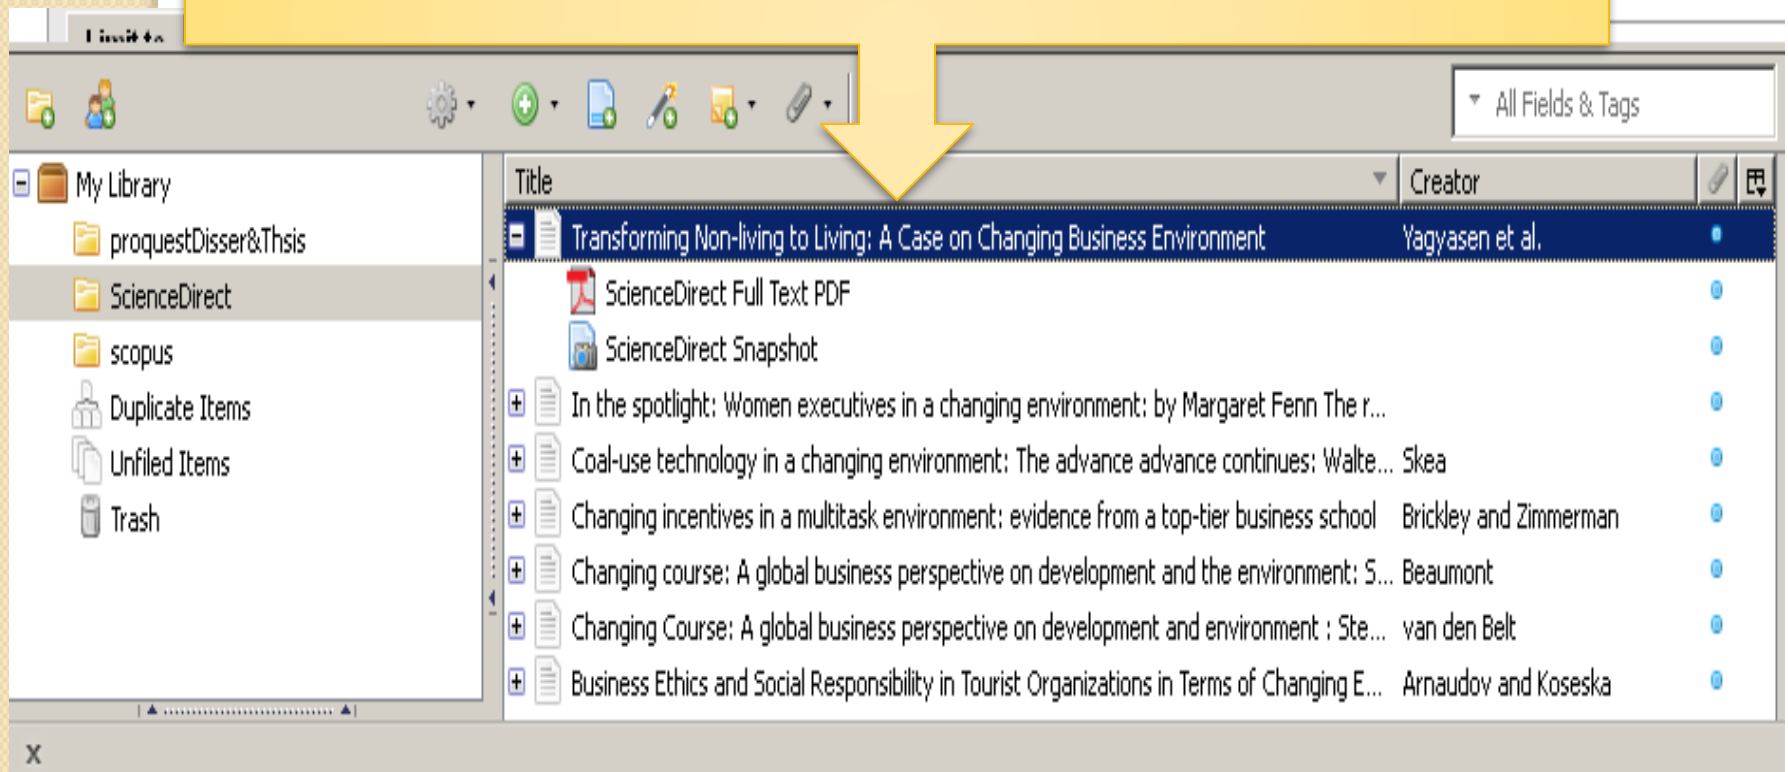 Limit to
All Fields & Tags
My Library
proquestDisser&Thsis
ScienceDirect
scopus
Duplicate Items
Unfiled Items
Trash
Title Creator
Transforming Non-living to Living: A Case on Changing Business Environment Yagyasen et al.
ScienceDirect Full Text PDF
ScienceDirect Snapshot
In the spotlight: Women executives in a changing environment: by Margaret Fenn The r...
Coal-use technology in a changing environment: The advance advance continues: Walte... Skea
Changing incentives in a multitask environment: evidence from a top-tier business school Brickley and Zimmerman
Changing course: A global business perspective on development and the environment: S... Beaumont
Changing Course: A global business perspective on development and environment : Ste... van den Belt
Business Ethics and Social Responsibility in Tourist Organizations in Terms of Changing E... Arnaudov and Koseska
x